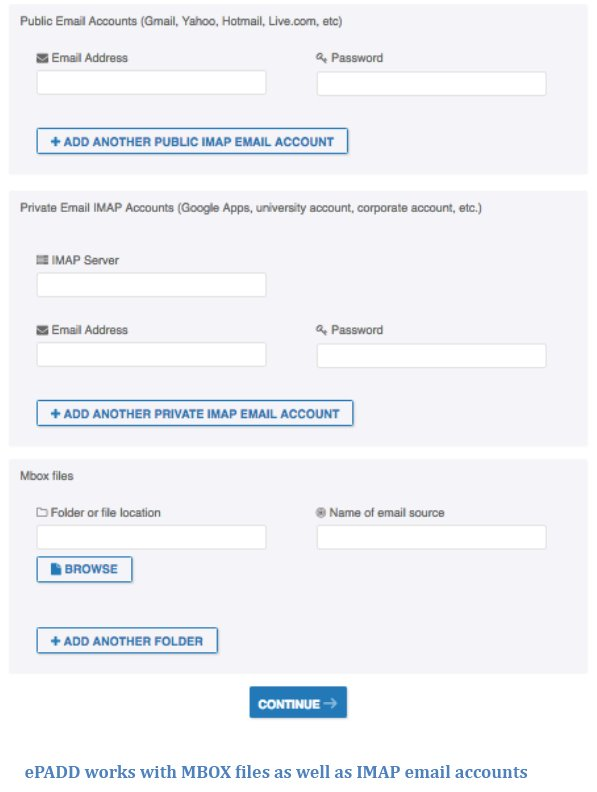 Public Email Accounts (Gmail, Yahoo, Hotmail, Live.com, etc)
Email Address Password
+ ADD ANOTHER PUBLIC IMAP EMAIL ACCOUNT
Private Email IMAP Accounts (Google Apps, university account, corporate account, etc.)
IMAP Server
Email Address Password
+ ADD ANOTHER PRIVATE IMAP EMAIL ACCOUNT
Mbox files
Folder or file location Name of email source
BROWSE
+ ADD ANOTHER FOLDER
CONTINUE →
ePADD works with MBOX files as well as IMAP email accounts